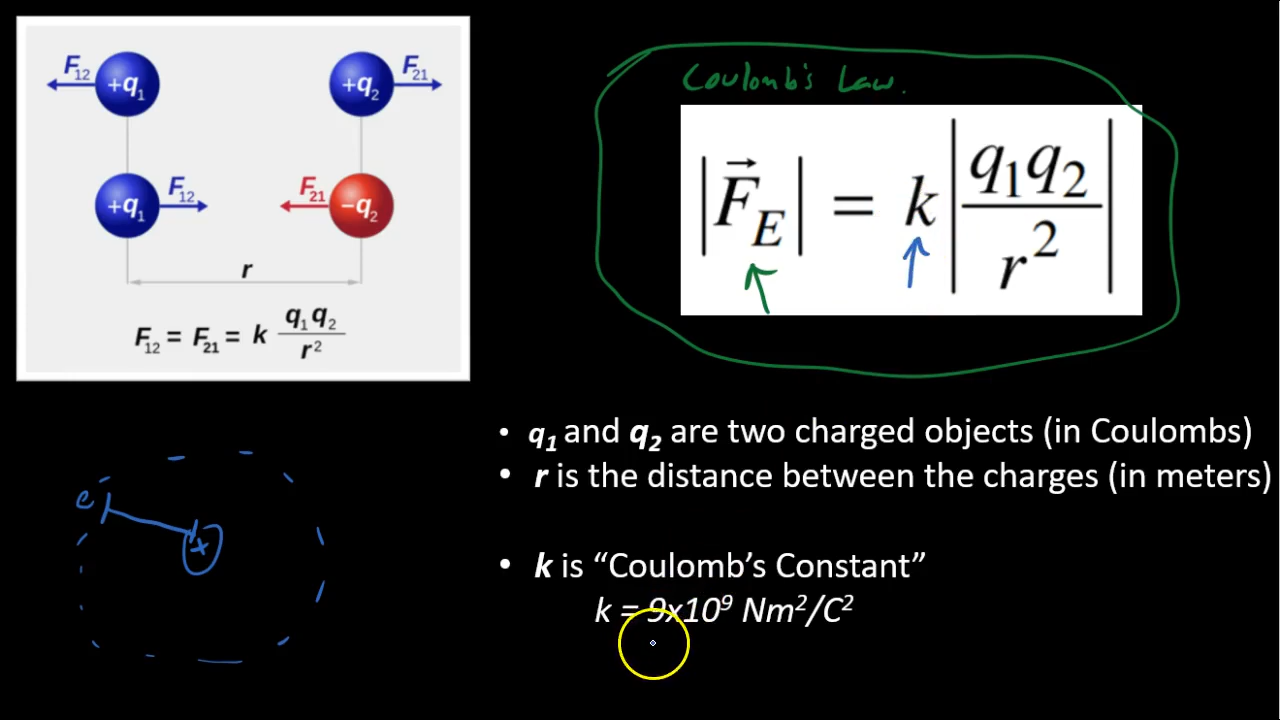 F12 +q1 +q2 F21
+q1 F12 F21 −q2
r
F12 = F21 = k q1 q2 / r²
Coulomb's Law.
|F⃗E| = k |q1q2 / r²|
• q1 and q2 are two charged objects (in Coulombs)
• r is the distance between the charges (in meters)
e
+
• k is “Coulomb’s Constant”
k = 9x10⁹ Nm²/C²